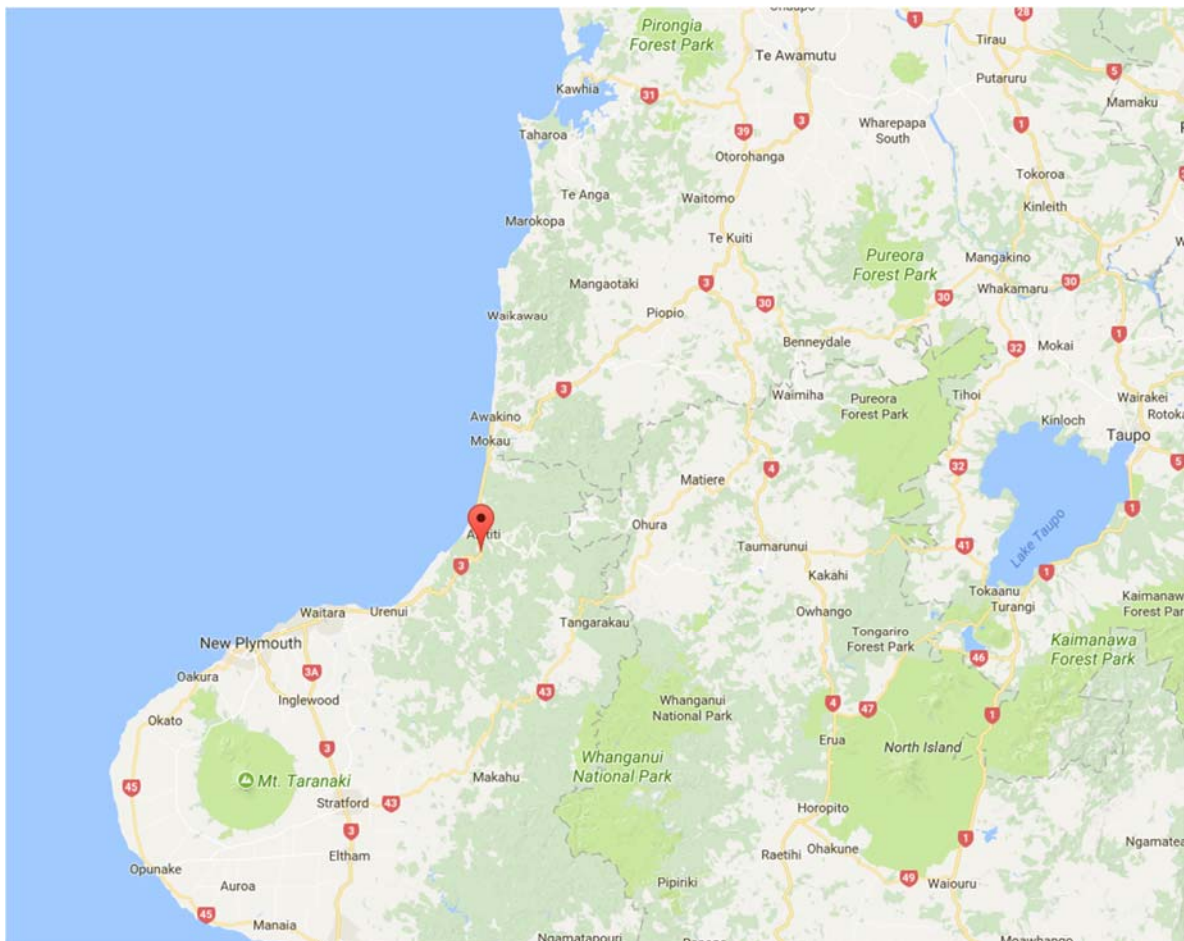 Pirongia
Forest Park
1
28
Tirau
Te Awamutu
5
Kawhia
31
Putaruru
Mamaku
Taharoa
39
3
Wharepapa
South
1
Otorohanga
Te Anga
Waitomo
Tokoroa
Kinleith
Marokopa
Te Kuiti
Pureora
Forest Park
Mangakino
Mangaotaki
3
30
Whakamaru
30
30
Waikawau
Piopio
1
Benneydale
32
Mokai
3
Waimiha
Pureora
Forest Park
Tihoi
Wairakei
Kinloch
Awakino
Taupo
Mokau
4
32
5
Matiere
1
Ohura
Lake Taupo
3
Taumarunui
41
1
Kakahi
Tokaanu
Turangi
Waitara
Urenui
Owhango
Tangarakau
Tongariro
Forest Park
Kaimanawa
Forest Park
New Plymouth
46
Oakura
3A
43
Inglewood
Whanganui
National Park
4
47
1
Okato
3
Erua
North Island
Whanganui
National Park
Mt. Taranaki
Makahu
45
Stratford
43
Horopito
3
1
Eltham
Raetihi
Ohakune
Opunake
49
Waiouru
Auroa
Pipiriki
45
Manaia